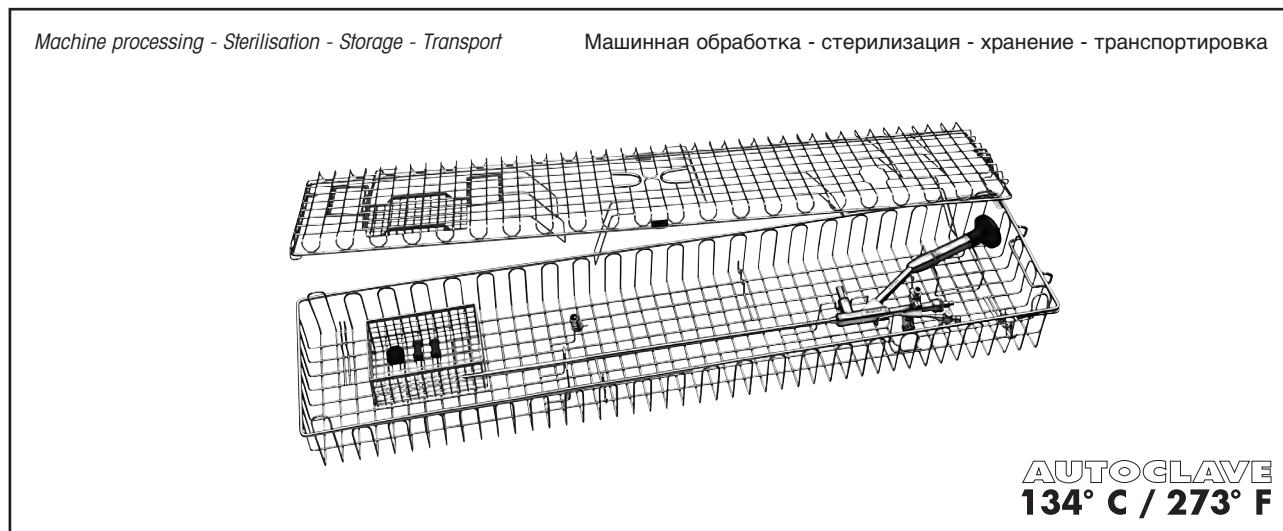 Machine processing - Sterilisation - Storage - Transport
Машинная обработка - стерилизация - хранение - транспортировка
AUTOCLAVE
134° C / 273° F